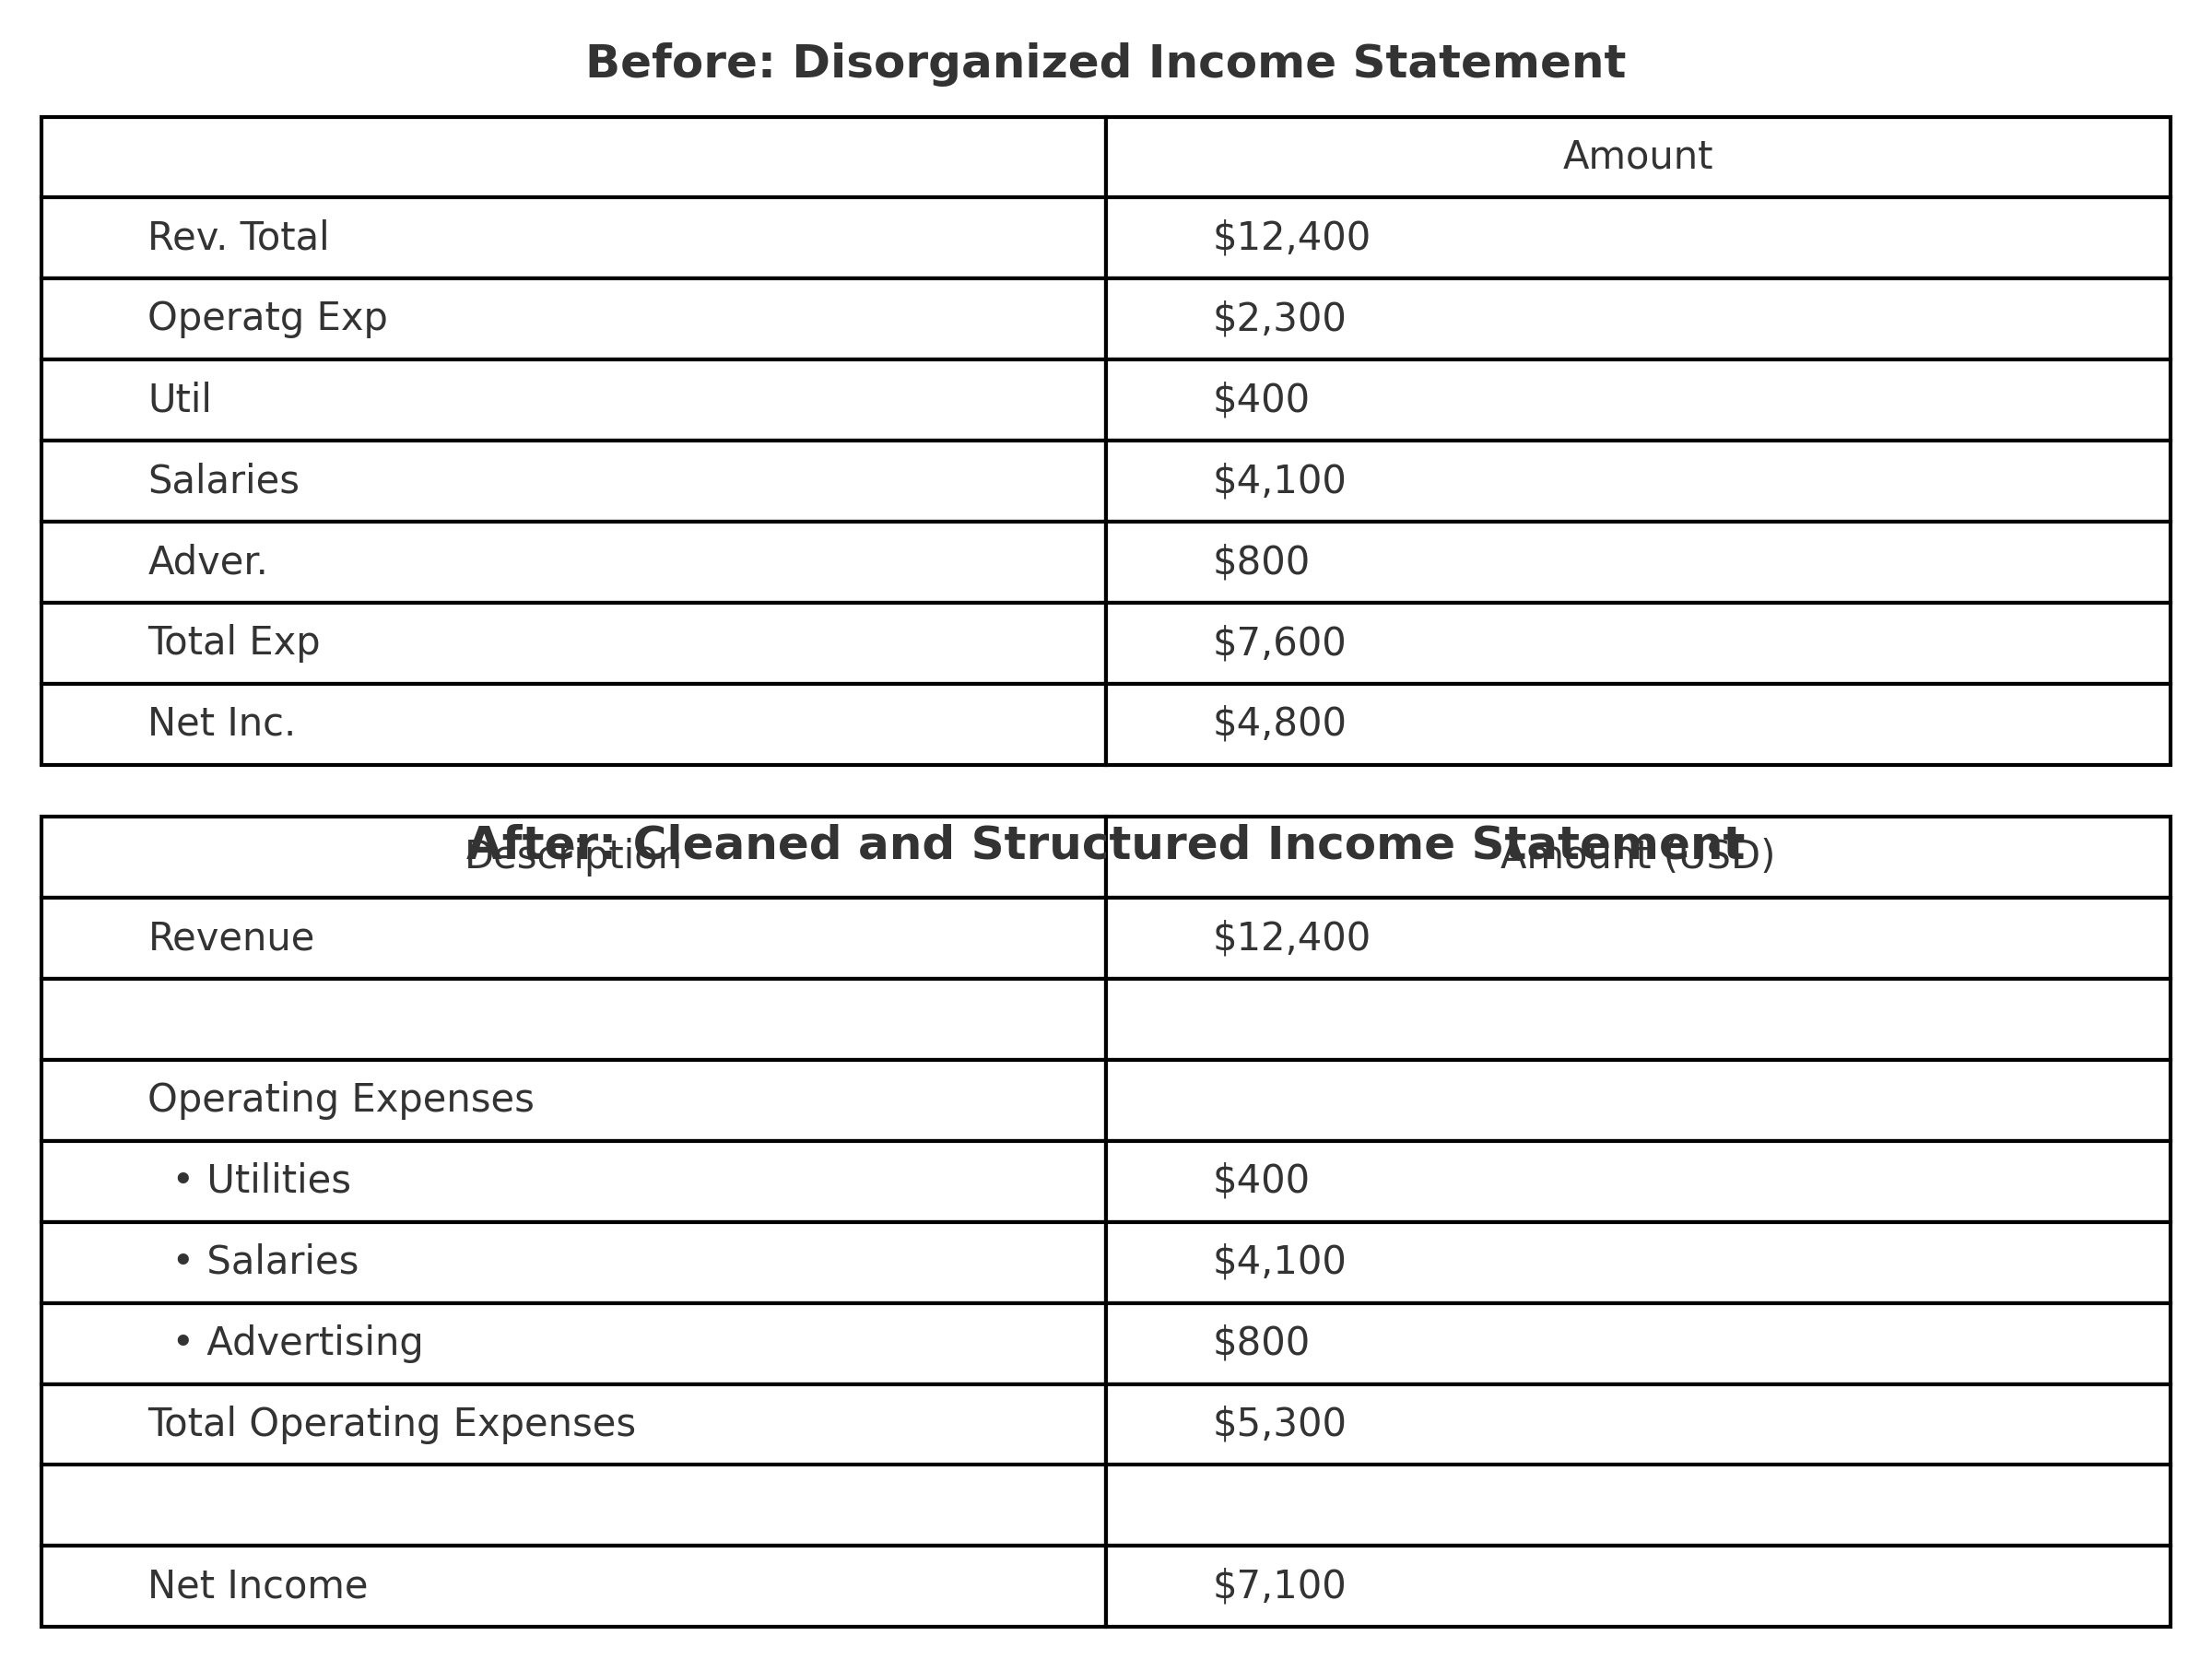 Before: Disorganized Income Statement
Amount
Rev. Total $12,400
Operatg Exp $2,300
Util $400
Salaries $4,100
Adver. $800
Total Exp $7,600
Net Inc. $4,800
After: Cleaned and Structured Income Statement
Description Amount (USD)
Revenue $12,400
Operating Expenses
• Utilities $400
• Salaries $4,100
• Advertising $800
Total Operating Expenses $5,300
Net Income $7,100